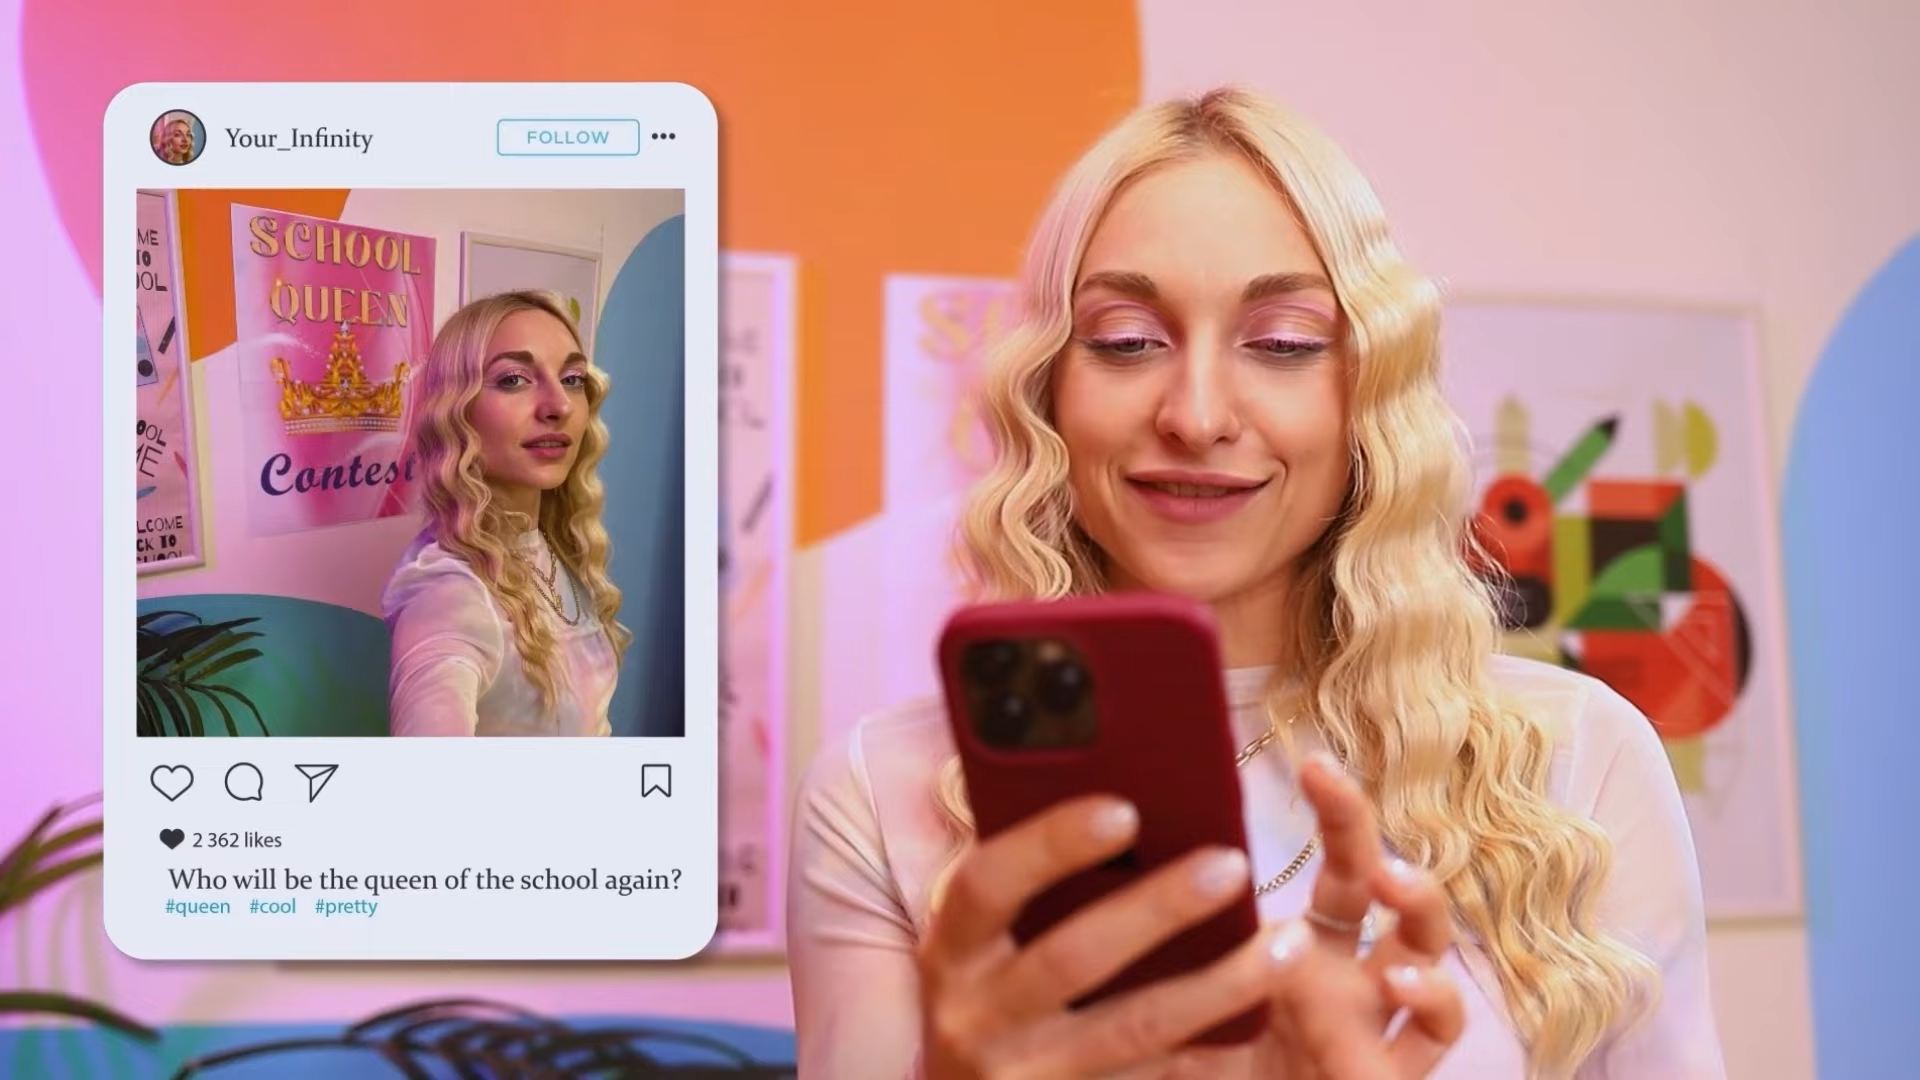 Your_Infinity
FOLLOW
SCHOOL
QUEEN
Contest
2 362 likes
Who will be the queen of the school again?
#queen #cool #pretty